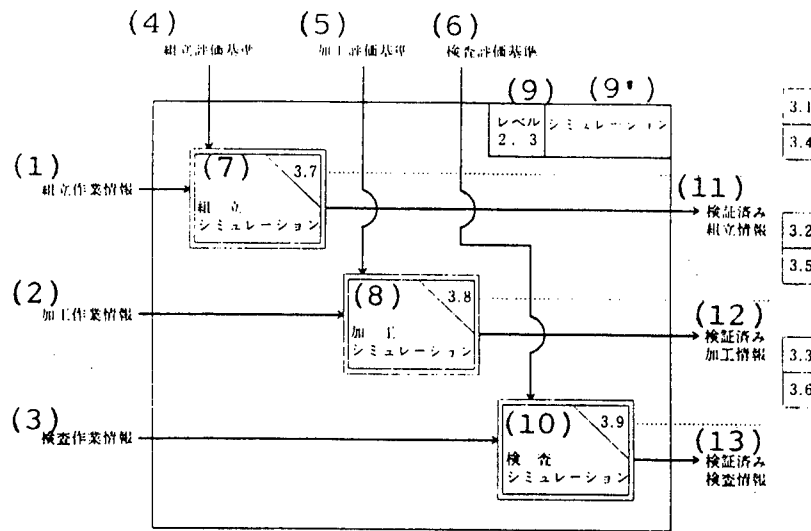 (4)
組立評価基準
(5)
加工評価基準
(6)
検査評価基準
(9)
(9')
レベル
2.3
シミュレーション
3.1
3.4
(1)
組立作業情報
(7)
3.7
組 立
シミュレーション
(11)
検証済み
組立情報
3.2
3.5
(2)
加工作業情報
(8)
3.8
加 工
シミュレーション
(12)
検証済み
加工情報
3.3
3.6
(3)
検査作業情報
(10)
3.9
検 査
シミュレーション
(13)
検証済み
検査情報